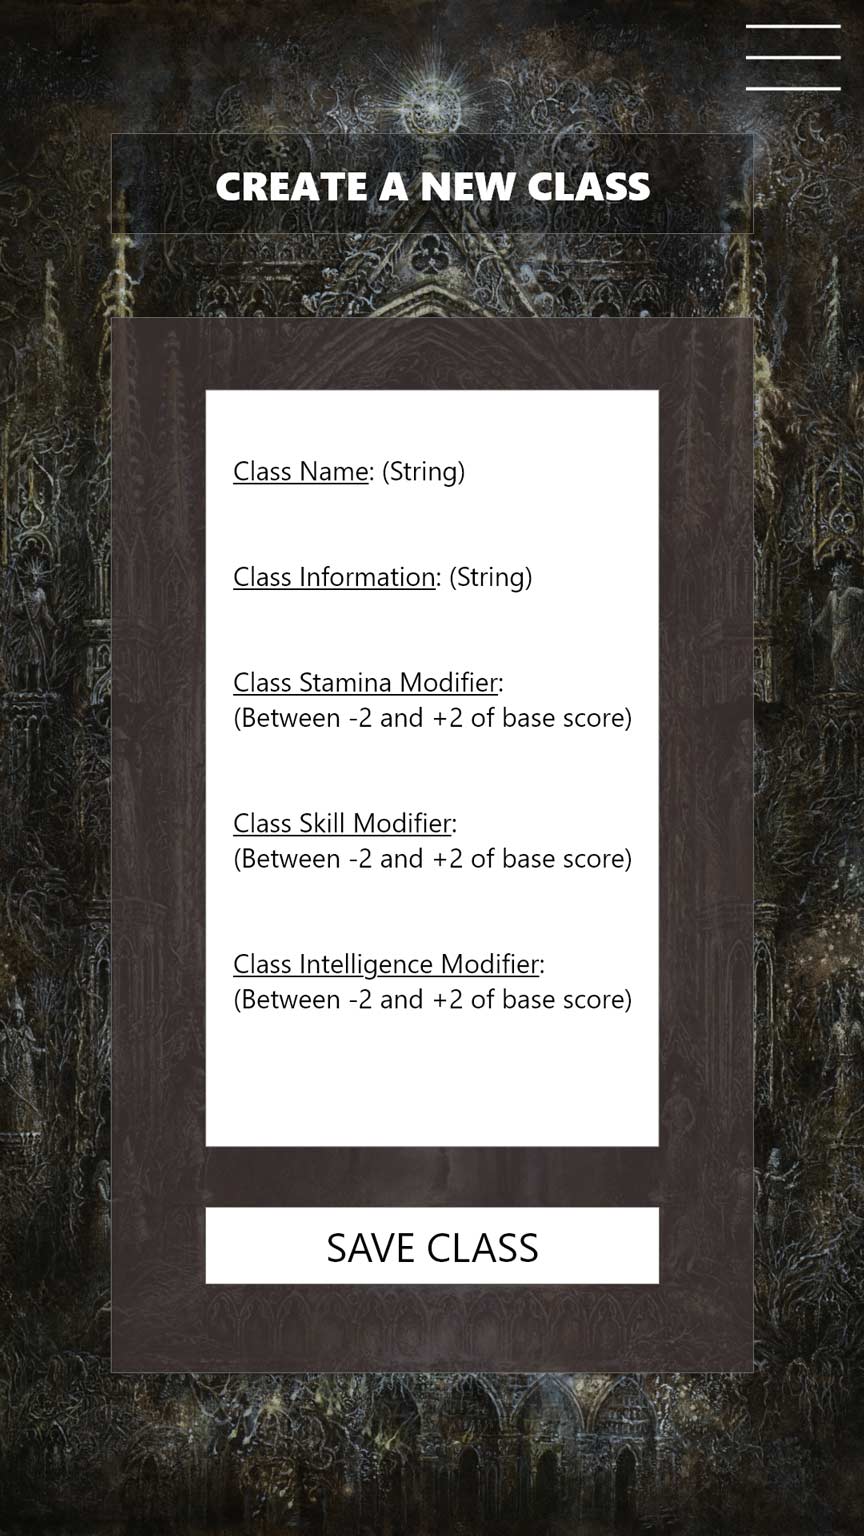 CREATE A NEW CLASS
Class Name: (String)
Class Information: (String)
Class Stamina Modifier:
(Between -2 and +2 of base score)
Class Skill Modifier:
(Between -2 and +2 of base score)
Class Intelligence Modifier:
(Between -2 and +2 of base score)
SAVE CLASS